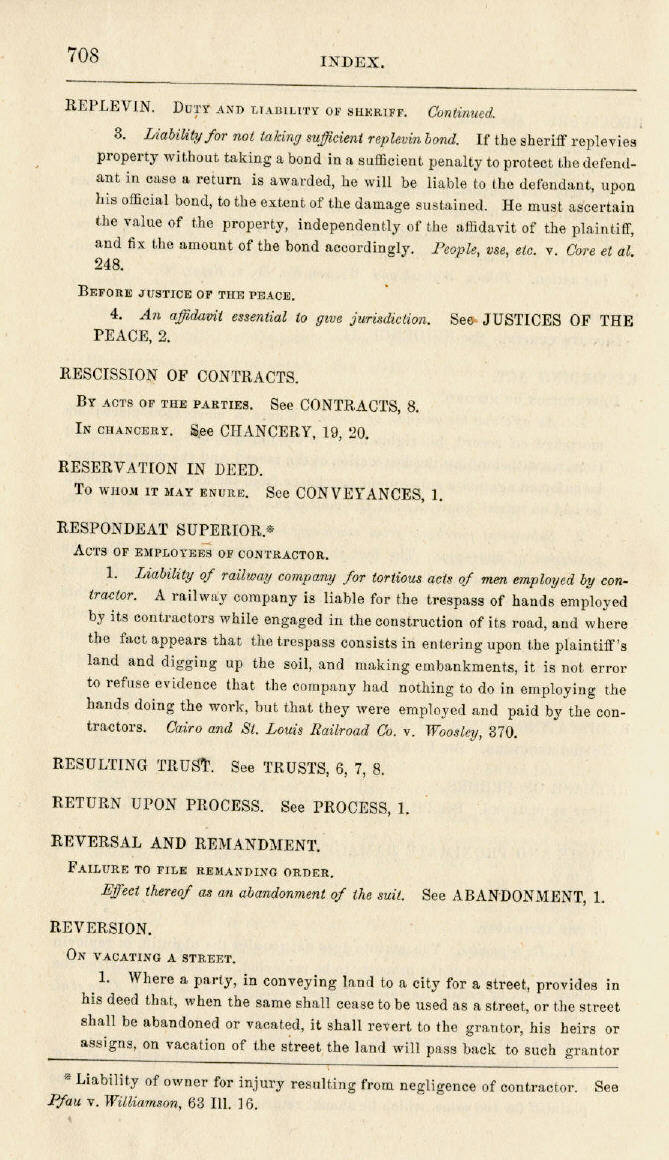 708
INDEX.
REPLEVIN. DUTY AND LIABILITY OF SHERIFF. Continued.
3. Liability for not taking sufficient replevin bond. If the sheriff replevies
property without taking a bond in a sufficient penalty to protect the defend-
ant in case a return is awarded, he will be liable to the defendant, upon
his official bond, to the extent of the damage sustained. He must ascertain
the value of the property, independently of the affidavit of the plaintiff,
and fix the amount of the bond accordingly. People, use, etc. v. Core et al.
248.
BEFORE JUSTICE OF THE PEACE.
4. An affidavit essential to give jurisdiction. See JUSTICES OF THE
PEACE, 2.
RESCISSION OF CONTRACTS.
BY ACTS OF THE PARTIES. See CONTRACTS, 8.
IN CHANCERY. See CHANCERY, 19, 20.
RESERVATION IN DEED.
TO WHOM IT MAY ENURE. See CONVEYANCES, 1.
RESPONDEAT SUPERIOR.*
ACTS OF EMPLOYEES OF CONTRACTOR.
1. Liability of railway company for tortious acts of men employed by con-
tractor. A railway company is liable for the trespass of hands employed
by its contractors while engaged in the construction of its road, and where
the fact appears that the trespass consists in entering upon the plaintiff's
land and digging up the soil, and making embankments, it is not error
to refuse evidence that the company had nothing to do in employing the
hands doing the work, but that they were employed and paid by the con-
tractors. Cairo and St. Louis Railroad Co. v. Woosley, 370.
RESULTING TRUST. See TRUSTS, 6, 7, 8.
RETURN UPON PROCESS. See PROCESS, 1.
REVERSAL AND REMANDMENT.
FAILURE TO FILE REMANDING ORDER.
Effect thereof as an abandonment of the suit. See ABANDONMENT, 1.
REVERSION.
ON VACATING A STREET.
1. Where a party, in conveying land to a city for a street, provides in
his deed that, when the same shall cease to be used as a street, or the street
shall be abandoned or vacated, it shall revert to the grantor, his heirs or
assigns, on vacation of the street the land will pass back to such grantor
* Liability of owner for injury resulting from negligence of contractor. See
Pfau v. Williamson, 63 Ill. 16.